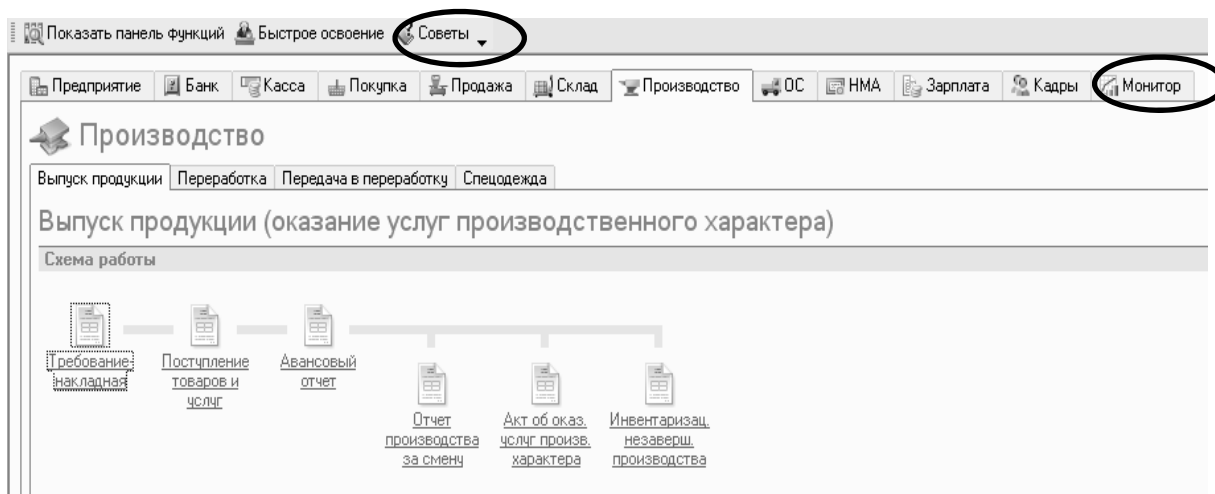 Показать панель функций Быстрое освоение Советы
Предприятие Банк Касса Покупка Продажа Склад Производство ОС НМА Зарплата Кадры Монитор
Производство
Выпуск продукции Переработка Передача в переработку Спецодежда
Выпуск продукции (оказание услуг производственного характера)
Схема работы
Требование-
накладная
Поступление
товаров и
услуг
Авансовый
отчет
Отчет
производства
за смену
Акт об оказ.
услуг произв.
характера
Инвентаризац.
незаверш.
производства